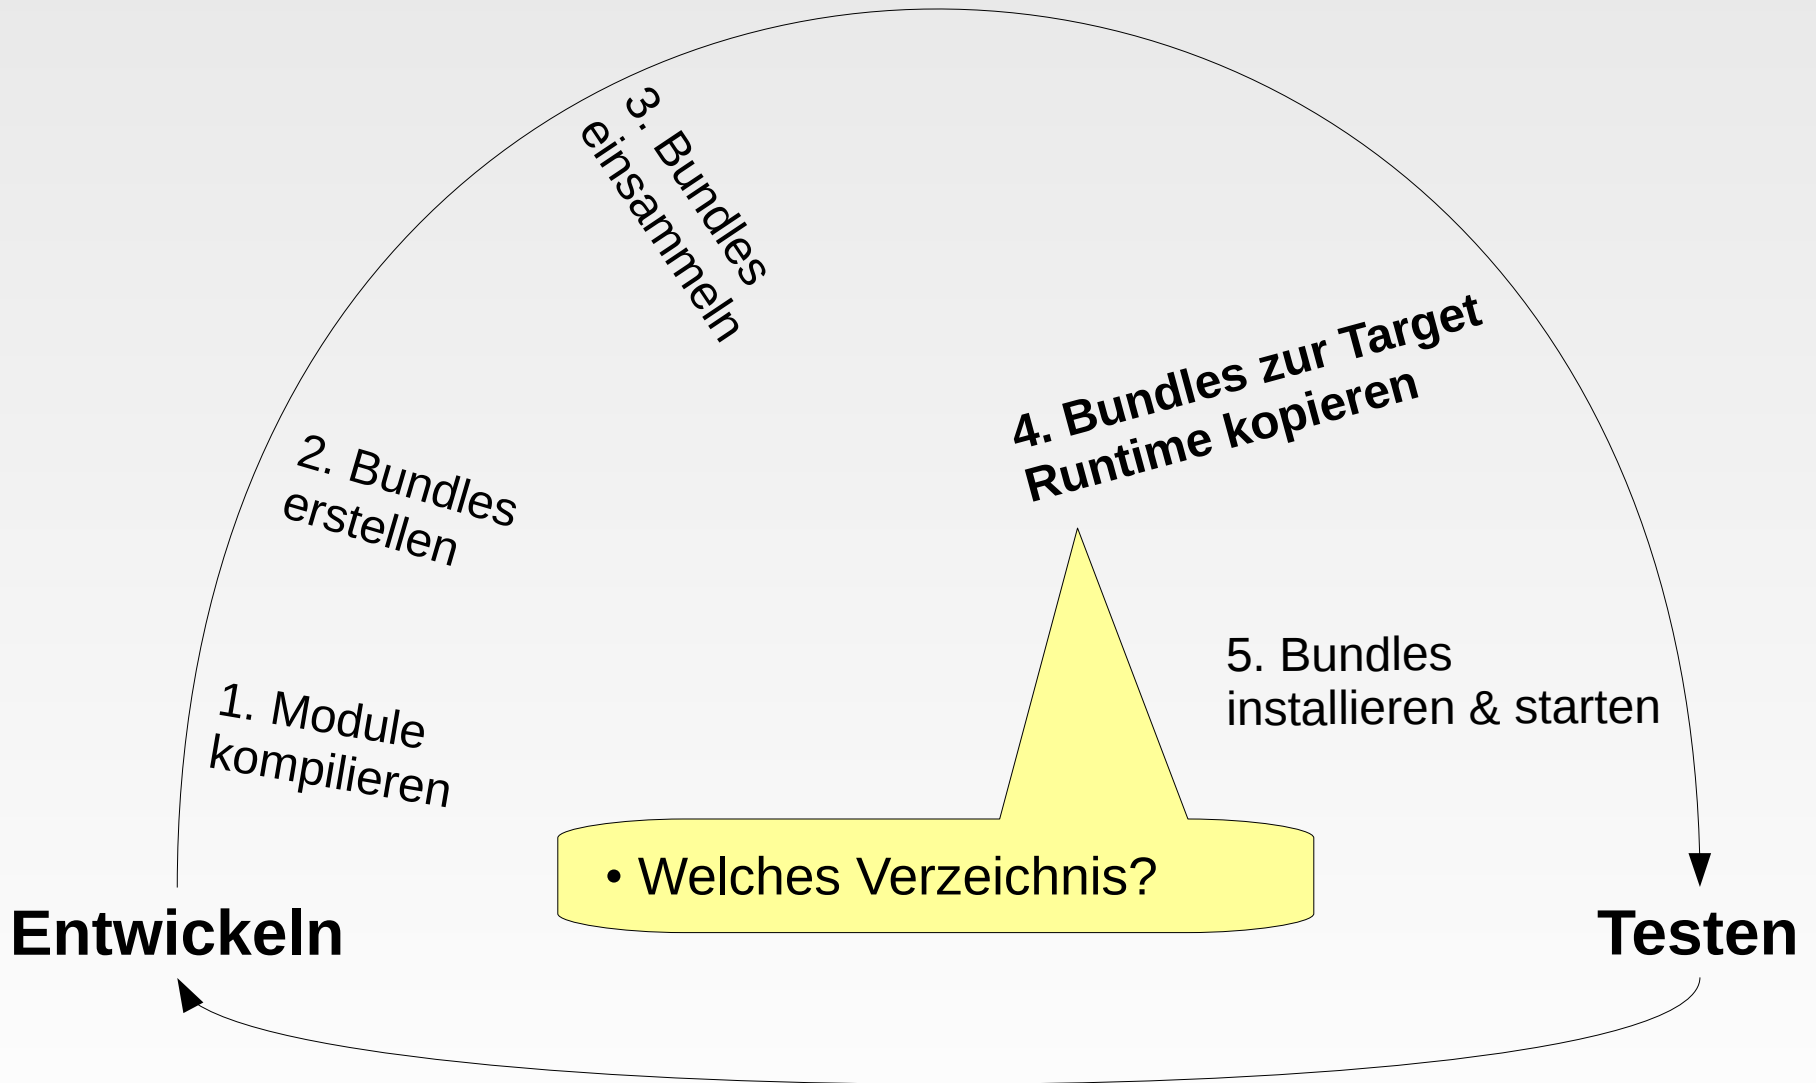 3. Bundles
einsammeln
4. Bundles zur Target
Runtime kopieren
2. Bundles
erstellen
5. Bundles
installieren & starten
1. Module
kompilieren
• Welches Verzeichnis?
Entwickeln
Testen